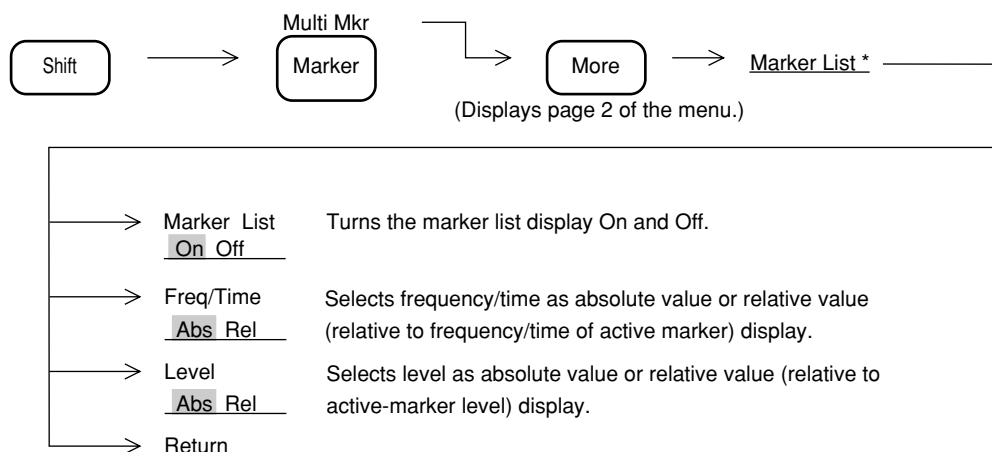 Multi Mkr
Shift
Marker
More
Marker List *
(Displays page 2 of the menu.)
Marker List
On Off
Turns the marker list display On and Off.
Freq/Time
Abs Rel
Selects frequency/time as absolute value or relative value
(relative to frequency/time of active marker) display.
Level
Abs Rel
Selects level as absolute value or relative value (relative to
active-marker level) display.
Return